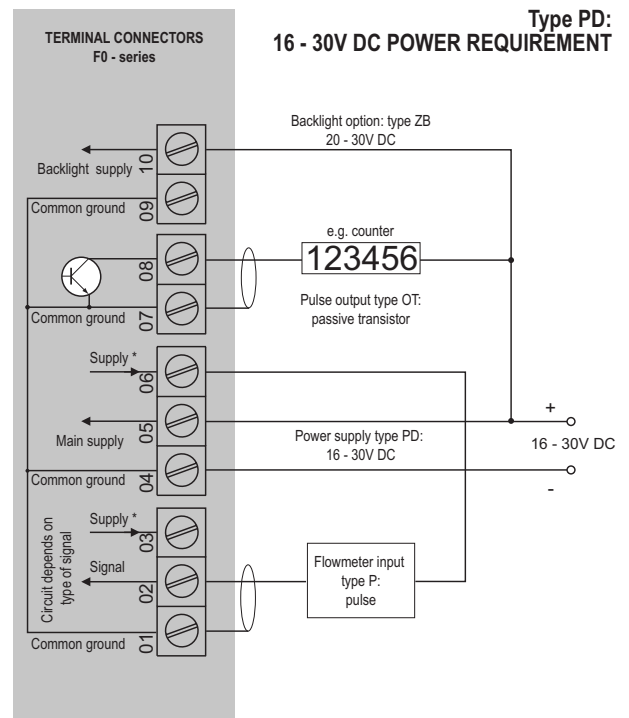 Type PD:
16 - 30V DC POWER REQUIREMENT
TERMINAL CONNECTORS
F0 - series
Backlight option: type ZB
20 - 30V DC
10
Backlight supply
09
Common ground
e.g. counter
123456
08
Pulse output type OT:
passive transistor
07
Common ground
Supply *
06
+
05
Main supply
Power supply type PD:
16 - 30V DC
16 - 30V DC
04
Common ground
-
Supply *
03
Circuit depends on
type of signal
Signal
02
Flowmeter input
type P:
pulse
01
Common ground